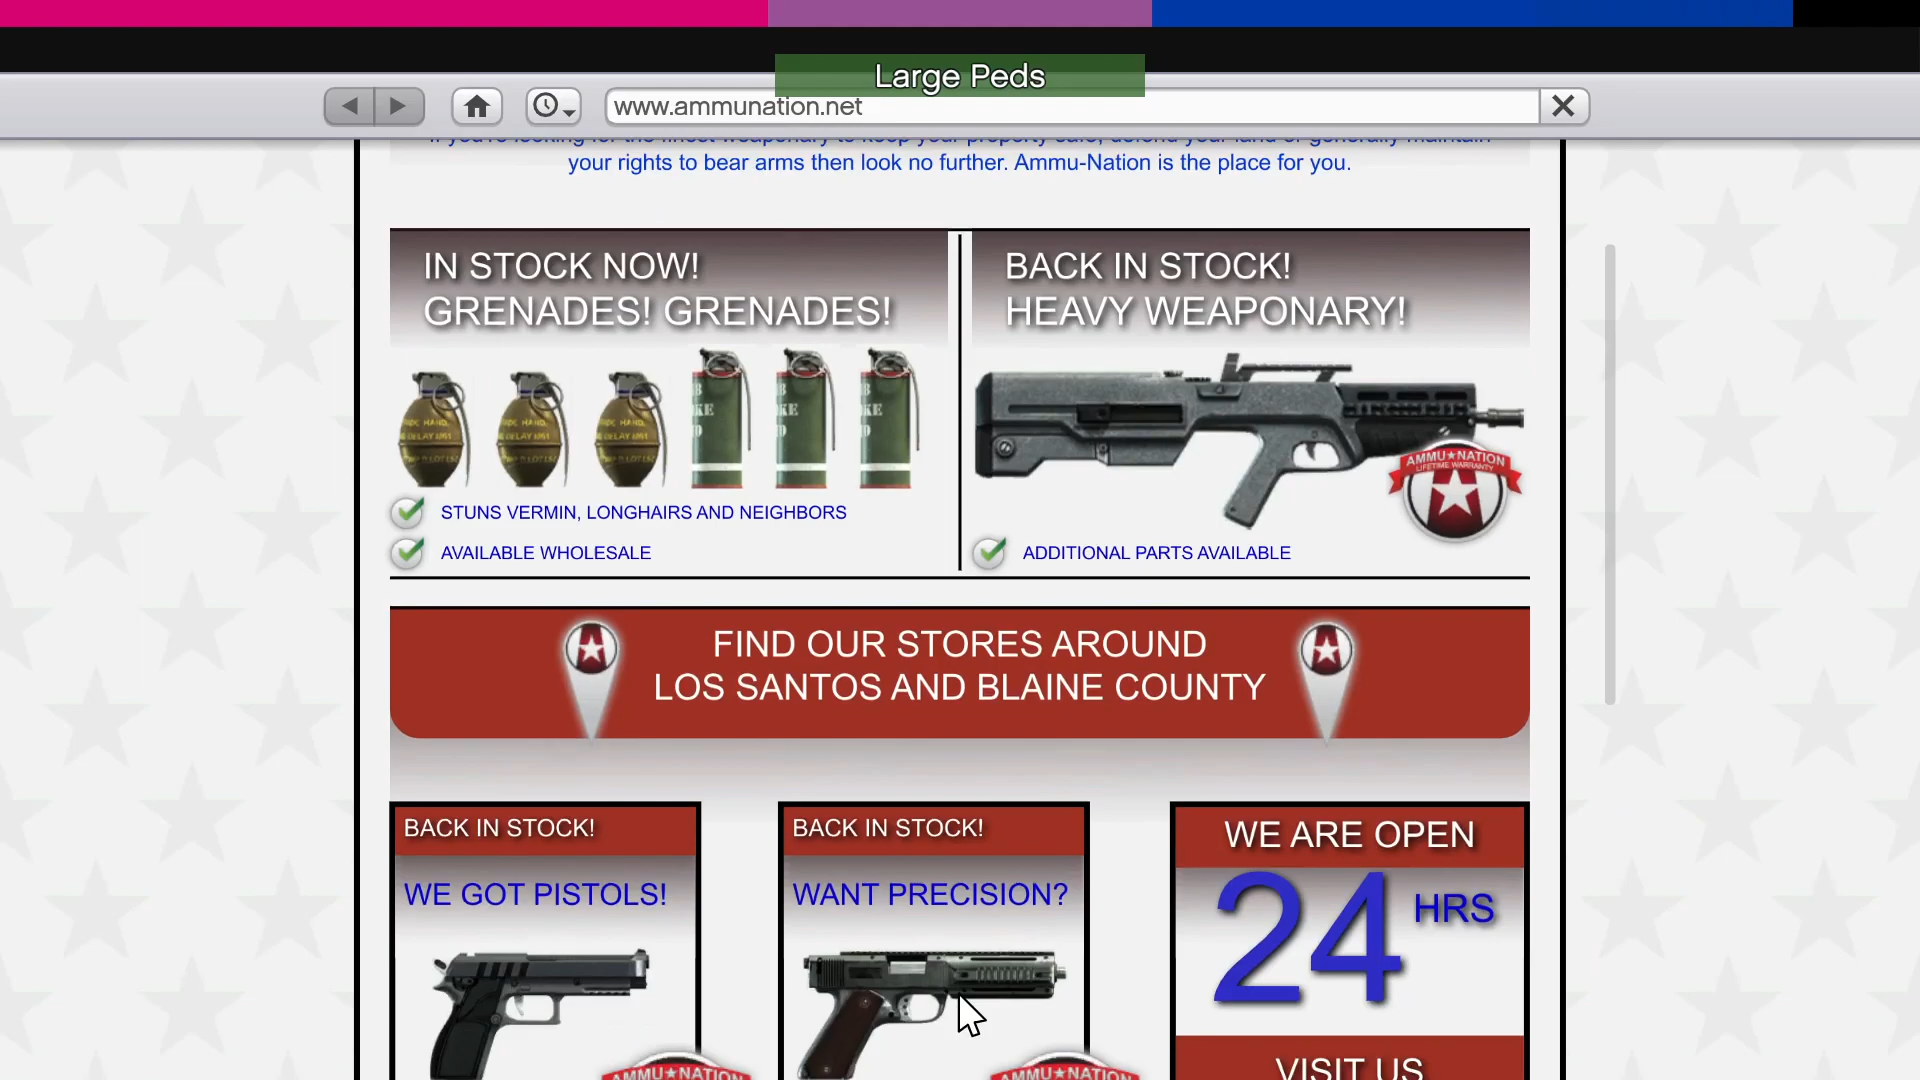 Large Peds
www.ammunation.net
If you're looking for the finest weaponary to keep your property safe, defend your land or generally maintain
your rights to bear arms then look no further. Ammu-Nation is the place for you.
IN STOCK NOW!
GRENADES! GRENADES!
BACK IN STOCK!
HEAVY WEAPONARY!
AMMU★NATION
LIFETIME WARRANTY
STUNS VERMIN, LONGHAIRS AND NEIGHBORS
AVAILABLE WHOLESALE
ADDITIONAL PARTS AVAILABLE
FIND OUR STORES AROUND
LOS SANTOS AND BLAINE COUNTY
BACK IN STOCK!
WE GOT PISTOLS!
AMMU★NATION
BACK IN STOCK!
WANT PRECISION?
AMMU★NATION
WE ARE OPEN
24 HRS
VISIT US